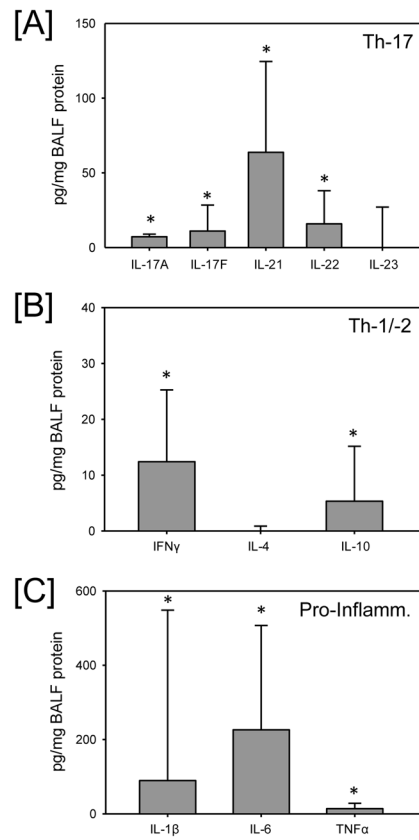 [A]
Th-17
pg/mg BALF protein
150
100
50
0
*
*
*
*
IL-17A IL-17F IL-21 IL-22 IL-23
[B]
Th-1/-2
pg/mg BALF protein
40
30
20
10
0
*
*
IFNγ IL-4 IL-10
[C]
Pro-Inflamm.
pg/mg BALF protein
600
400
200
0
*
*
*
IL-1β IL-6 TNFα